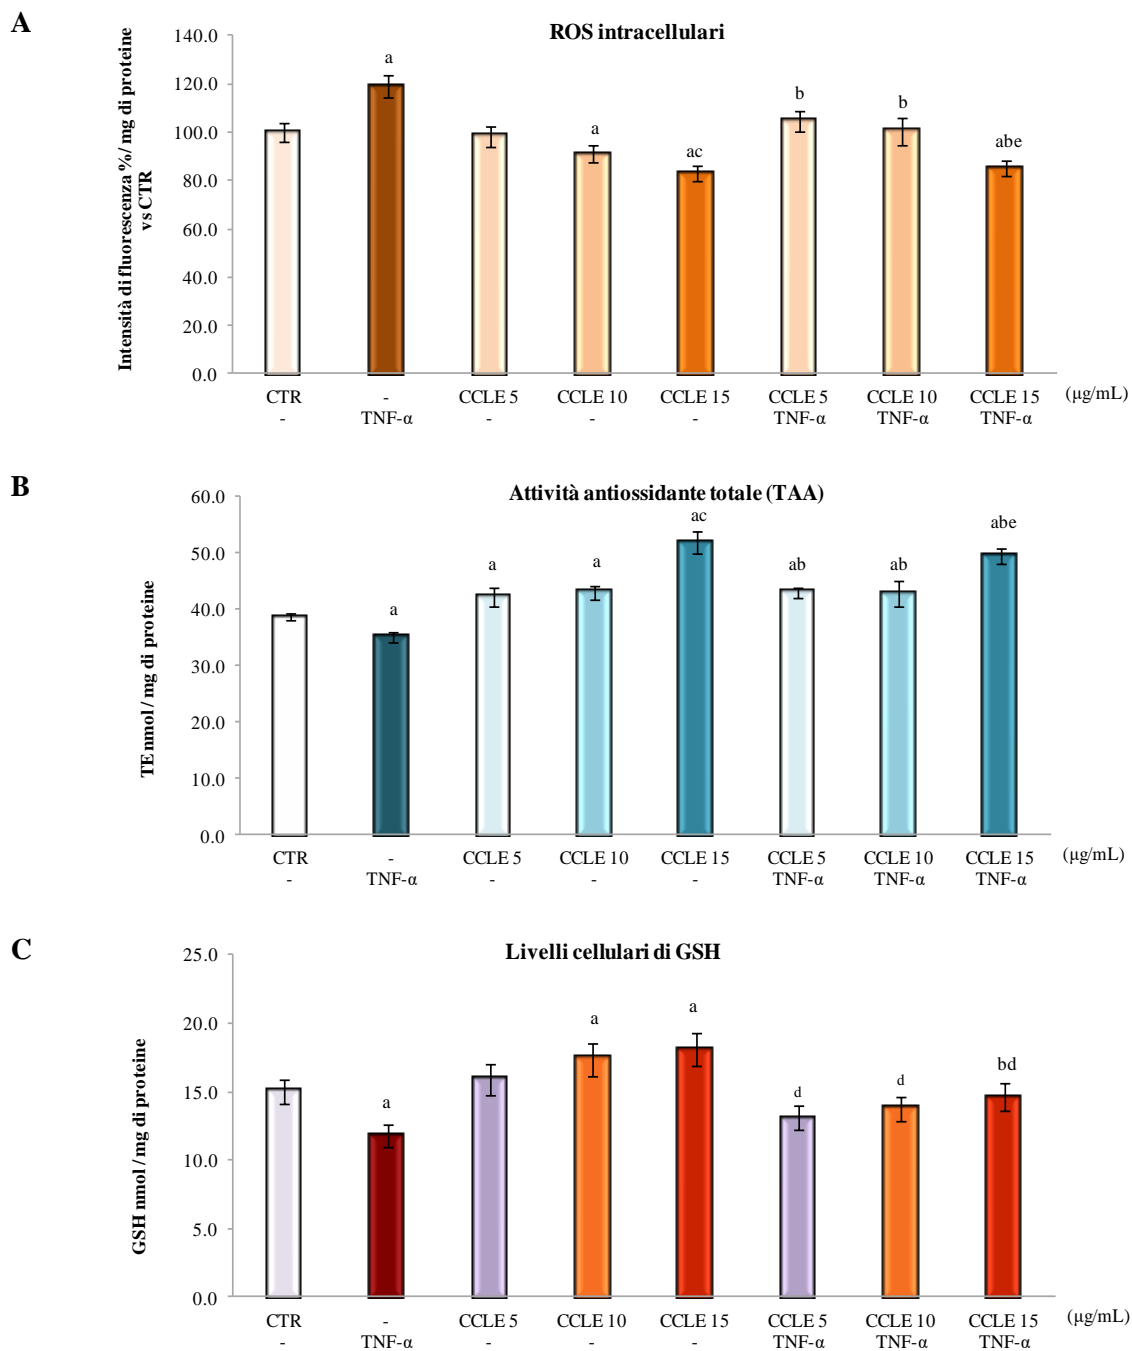 A
ROS intracellulari
Intensità di fluorescenza %/ mg di proteine
vs CTR
140.0
120.0
100.0
80.0
60.0
40.0
20.0
0.0
a
a
ac
b
b
abe
CTR - CCLE 5 CCLE 10 CCLE 15 CCLE 5 CCLE 10 CCLE 15 (µg/mL)
- TNF-α - - - TNF-α TNF-α TNF-α
B
Attività antiossidante totale (TAA)
TE nmol / mg di proteine
60.0
50.0
40.0
30.0
20.0
10.0
0.0
a
a
a
ac
ab
ab
abe
CTR - CCLE 5 CCLE 10 CCLE 15 CCLE 5 CCLE 10 CCLE 15 (µg/mL)
- TNF-α - - - TNF-α TNF-α TNF-α
C
Livelli cellulari di GSH
GSH nmol / mg di proteine
25.0
20.0
15.0
10.0
5.0
0.0
a
a
a
d
d
bd
CTR - CCLE 5 CCLE 10 CCLE 15 CCLE 5 CCLE 10 CCLE 15 (µg/mL)
- TNF-α - - - TNF-α TNF-α TNF-α